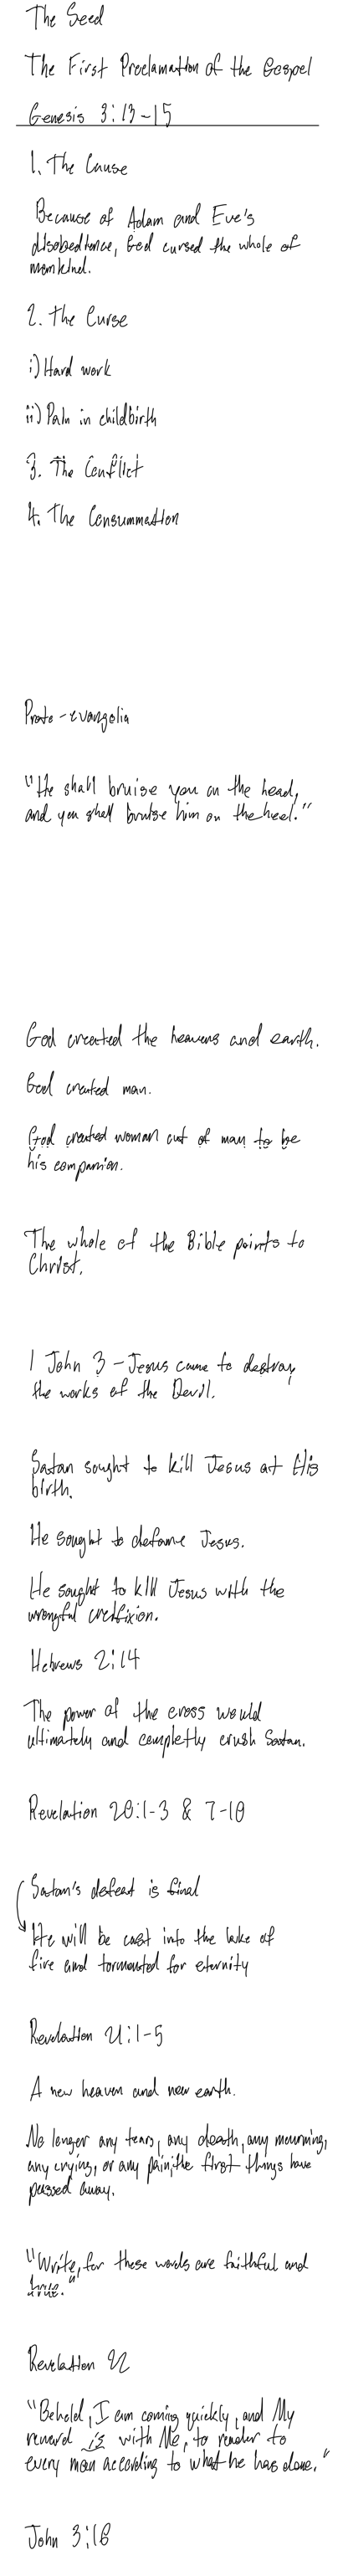 The Seed
The First Proclamation of the Gospel
Genesis 3:13-15
1. The Cause
Because of Adam and Eve's
disobedience, God cursed the whole of
mankind.
2. The Curse
i) Hard work
ii) Pain in childbirth
3. The Conflict
4. The Consummation
Proto-evangelia
"He shall bruise you on the head,
and you shall bruise him on the heel."
God created the heavens and earth.
God created man.
God created woman out of man to be
his companion.
The whole of the Bible points to
Christ.
1 John 3 - Jesus came to destroy
the works of the Devil.
Satan sought to kill Jesus at His
birth.
He sought to defame Jesus.
He sought to kill Jesus with the
wrongful crucifixion.
Hebrews 2:14
The power of the cross would
ultimately and completly crush Satan.
Revelation 20:1-3 & 7-10
Satan's defeat is final
He will be cast into the lake of
fire and tormented for eternity
Revelation 21:1-5
A new heaven and new earth.
No longer any tears, any death, any mourning,
any crying, or any pain; the first things have
passed away.
"Write, for these words are faithful and
true."
Revelation 22
"Behold, I am coming quickly, and My
reward is with Me, to render to
every man according to what he has done."
John 3:16